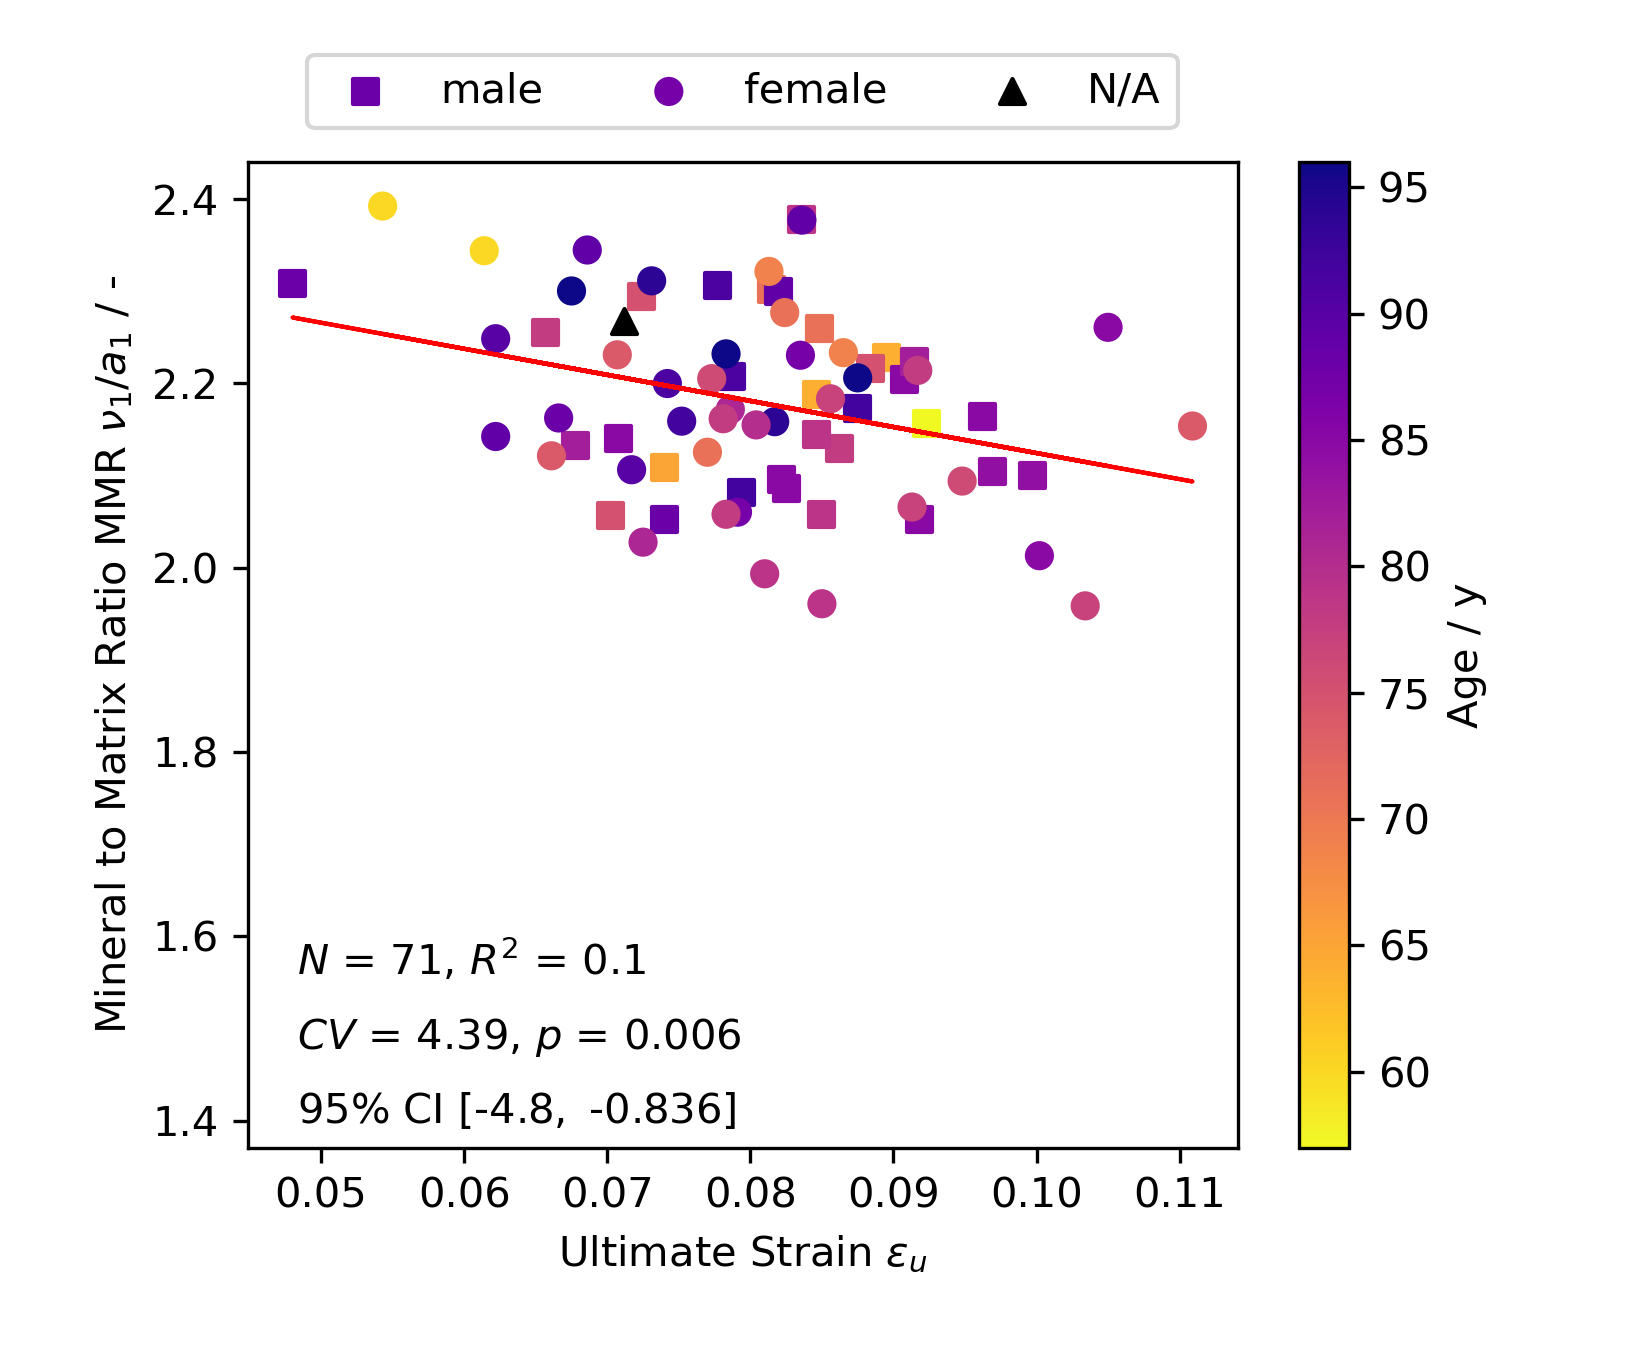 male female N/A
2.4
2.2
2.0
1.8
1.6
1.4
Mineral to Matrix Ratio MMR ν₁/a₁ / -
N = 71, R² = 0.1
CV = 4.39, p = 0.006
95% CI [-4.8, -0.836]
0.05 0.06 0.07 0.08 0.09 0.10 0.11
Ultimate Strain εᵤ
95
90
85
80
75
70
65
60
Age / y